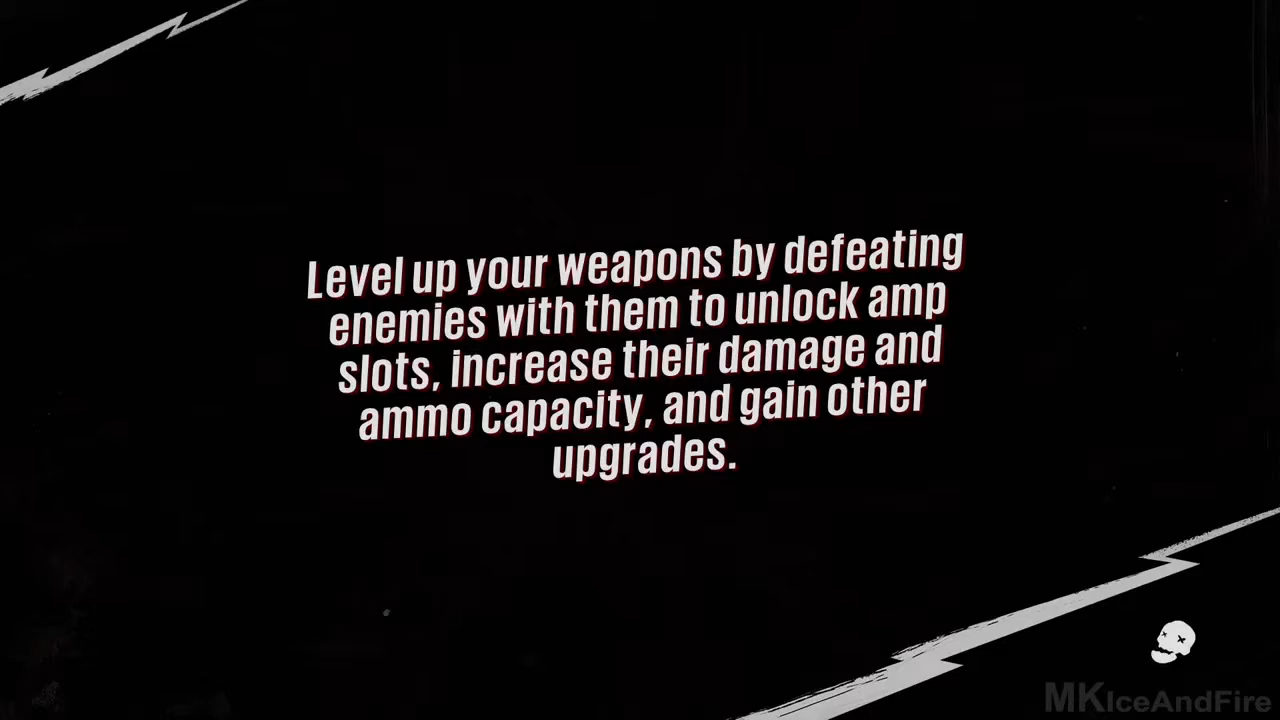 Level up your weapons by defeating
enemies with them to unlock amp
slots, increase their damage and
ammo capacity, and gain other
upgrades.
MKIceAndFire